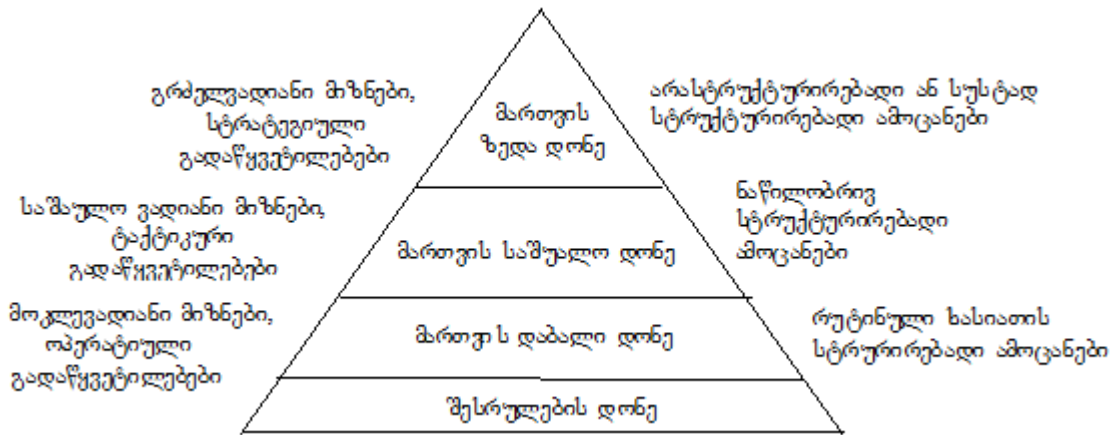 გრძელვადიანი მიზნები,
სტრატეგიული
გადაწყვეტილებები
მართვის
ზედა დონე
არასტრუქტურირებადი ან სუსტად
სტრუქტურირებადი ამოცანები
საშაულო ვადიანი მიზნები,
ტაქტიკური
გადაწყვეტილებები
მართვის საშუალო დონე
ნაწილობრივ
სტრუქტურირებადი
ამოცანები
მოკლევადიანი მიზნები,
ოპერატიული
გადაწყვეტილებები
მართვის დაბალი დონე
რუტინული ხასიათის
სტრურირებადი ამოცანები
შესრულების დონე